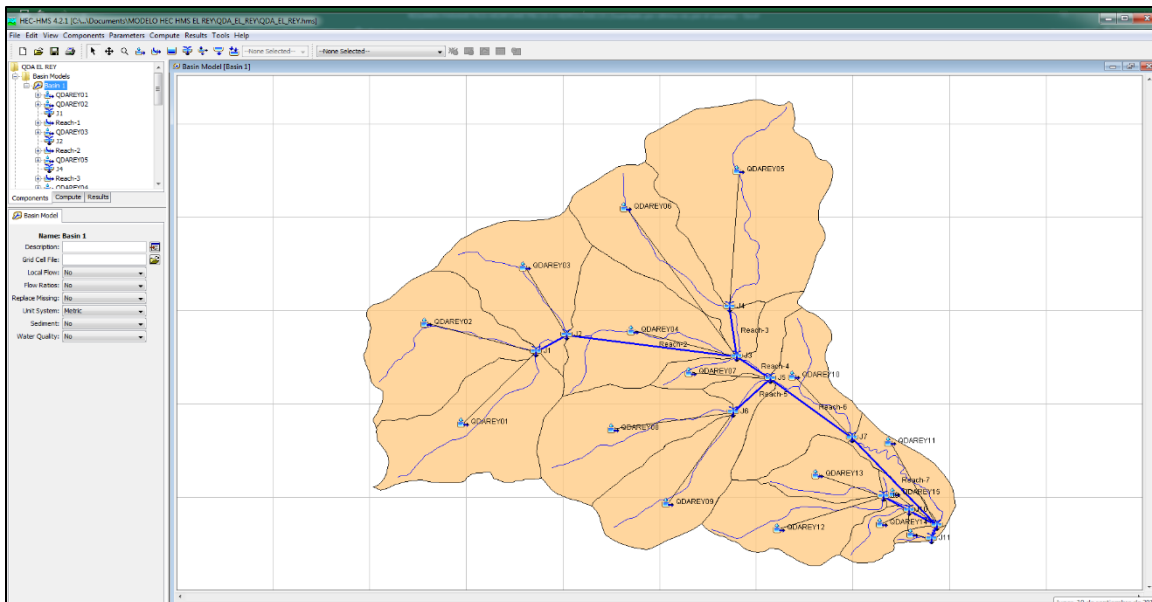 HEC-HMS 4.2.1 [C:\...\Documents\MODELO HEC HMS EL REY\QDA_EL_REY\QDA_EL_REY.hms]
File Edit View Components Parameters Compute Results Tools Help
--None Selected-- --None Selected--
QDA EL REY
Basin Models
Basin 1
QDAREY01
QDAREY02
J1
Reach-1
QDAREY03
J2
Reach-2
QDAREY05
J4
Reach-3
QDAREY04
Components Compute Results
Basin Model
Name: Basin 1
Description:
Grid Cell File:
Local Flow: No
Flow Ratios: No
Replace Missing: No
Unit System: Metric
Sediment: No
Water Quality: No
Basin Model [Basin 1]
QDAREY05
QDAREY06
QDAREY03
J4
QDAREY02
QDAREY04
Reach-3
J2
Reach-2
J1
J3
Reach-4
QDAREY07
J5
QDAREY10
Reach-5
Reach-6
J6
QDAREY01
QDAREY08
J7
QDAREY11
QDAREY13
Reach-7
QDAREY15
QDAREY09
J10
QDAREY14
QDAREY12
J11